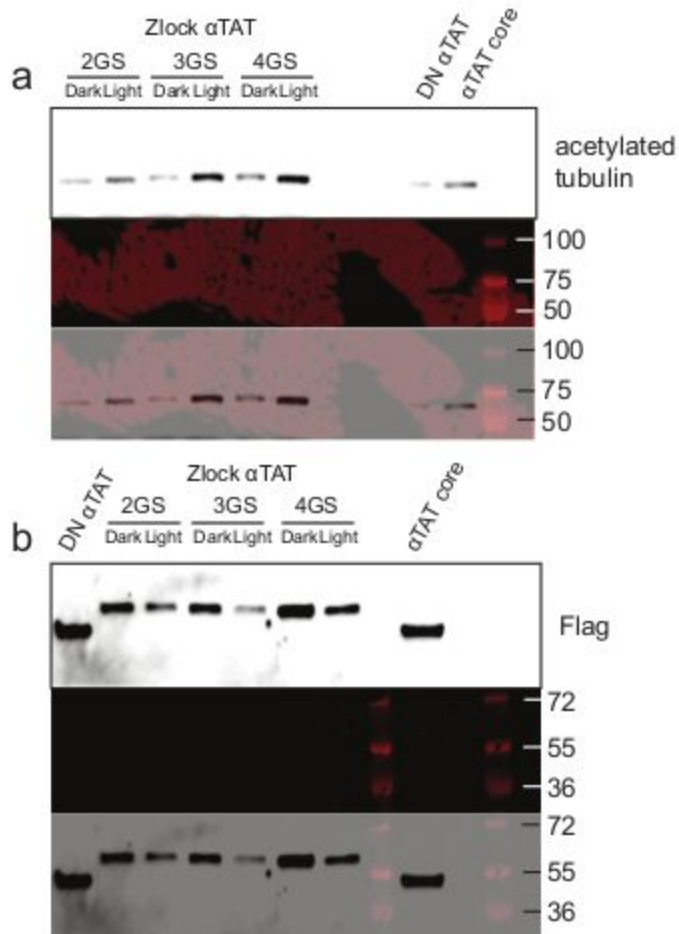 a
Zlock αTAT
2GS 3GS 4GS
Dark Light Dark Light Dark Light
DN αTAT
αTAT core
acetylated
tubulin
100
75
50
100
75
50
b
DN αTAT
Zlock αTAT
2GS 3GS 4GS
Dark Light Dark Light Dark Light
αTAT core
Flag
72
55
36
72
55
36